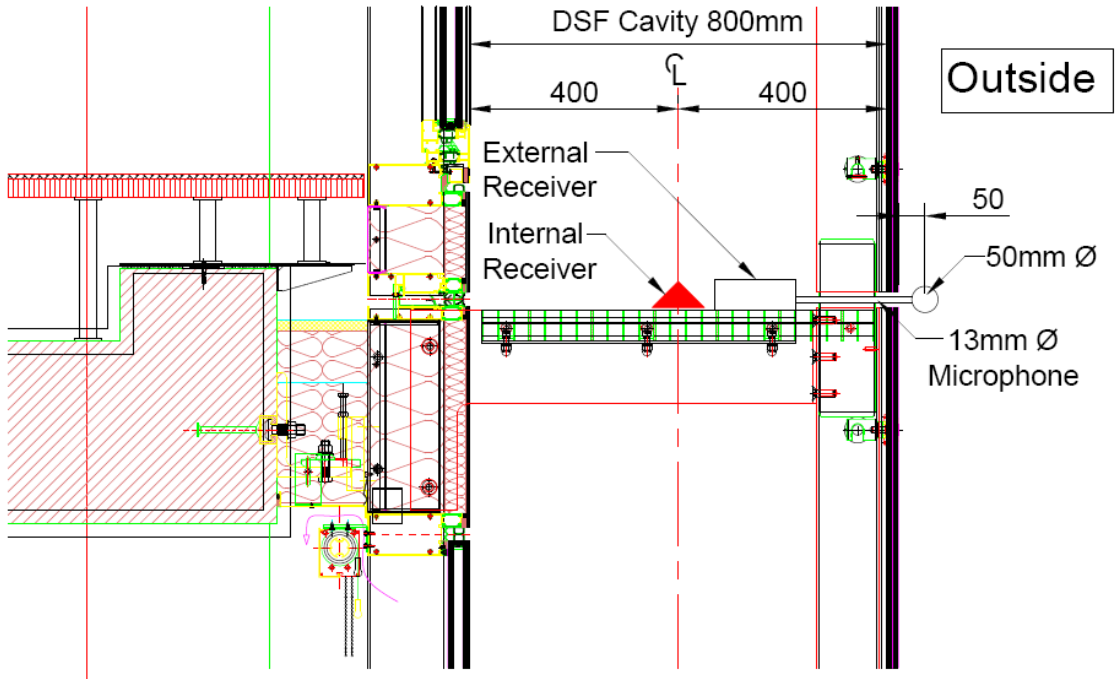 DSF Cavity 800mm
Outside
℄
400
400
External
Receiver
50
Internal
Receiver
50mm Ø
13mm Ø
Microphone